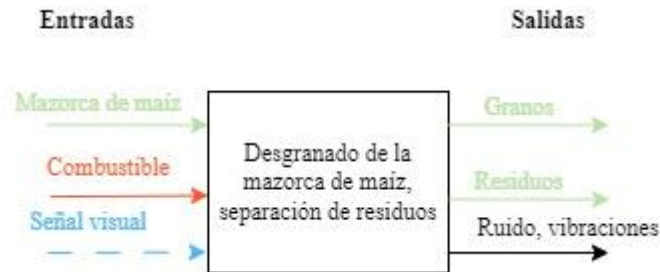 Entradas
Salidas
Mazorca de maíz
Granos
Combustible
Desgranado de la
mazorca de maíz,
separación de residuos
Residuos
Señal visual
Ruido, vibraciones